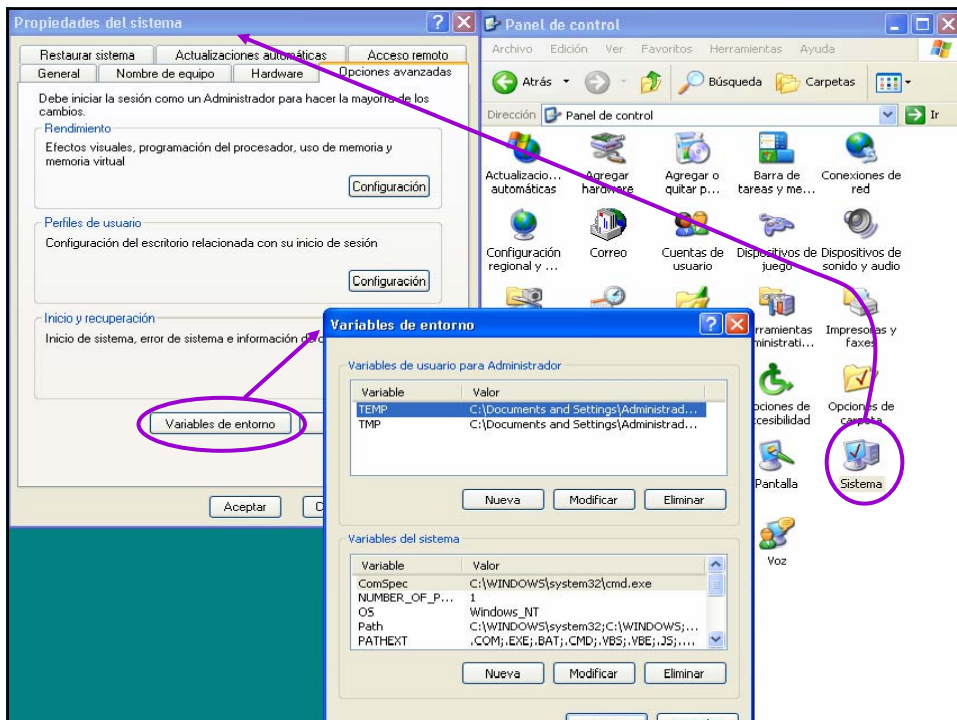 Propiedades del sistema
Restaurar sistema
Actualizaciones automáticas
Acceso remoto
General
Nombre de equipo
Hardware
Opciones avanzadas
Debe iniciar la sesión como un Administrador para hacer la mayoría de los
cambios.
Rendimiento
Efectos visuales, programación del procesador, uso de memoria y
memoria virtual
Configuración
Perfiles de usuario
Configuración del escritorio relacionada con su inicio de sesión
Configuración
Inicio y recuperación
Inicio de sistema, error de sistema e información de
Variables de entorno
Aceptar
C
Panel de control
Archivo Edición Ver Favoritos Herramientas Ayuda
Atrás
Búsqueda
Carpetas
Dirección
Panel de control
Ir
Actualizacio...
automáticas
Agregar
hardware
Agregar o
quitar p...
Barra de
tareas y me...
Conexiones de
red
Configuración
regional y ...
Correo
Cuentas de
usuario
Dispositivos de
juego
Dispositivos de
sonido y audio
rramientas
ministrati...
Impresoras y
faxes
pciones de
cesibilidad
Opciones de
carpeta
Pantalla
Sistema
Voz
Variables de entorno
Variables de usuario para Administrador
Variable Valor
TEMP C:\Documents and Settings\Administrad...
TMP C:\Documents and Settings\Administrad...
Nueva
Modificar
Eliminar
Variables del sistema
Variable Valor
ComSpec C:\WINDOWS\system32\cmd.exe
NUMBER_OF_P... 1
OS Windows_NT
Path C:\WINDOWS\system32;C:\WINDOWS;...
PATHEXT .COM;.EXE;.BAT;.CMD;.VBS;.VBE;.JS;....
Nueva
Modificar
Eliminar